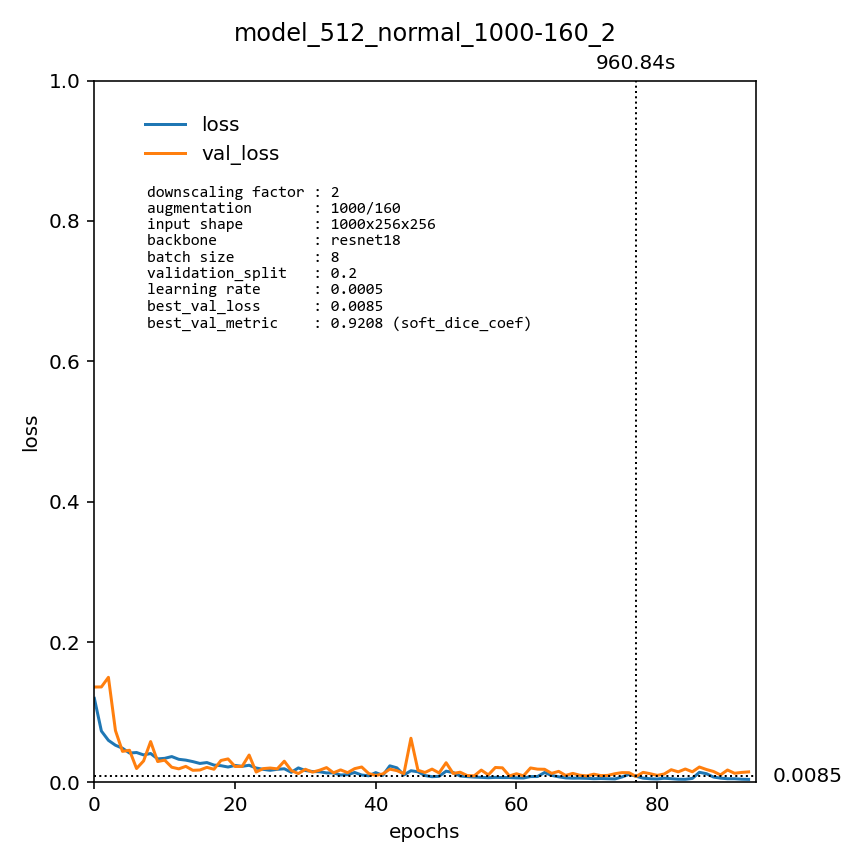 model_512_normal_1000-160_2
960.84s
1.0
loss
val_loss
downscaling factor : 2
augmentation : 1000/160
input shape : 1000x256x256
backbone : resnet18
batch size : 8
validation_split : 0.2
learning rate : 0.0005
best_val_loss : 0.0085
best_val_metric : 0.9208 (soft_dice_coef)
0.8
0.6
loss
0.4
0.2
0.0
0.0085
0 20 40 60 80
epochs